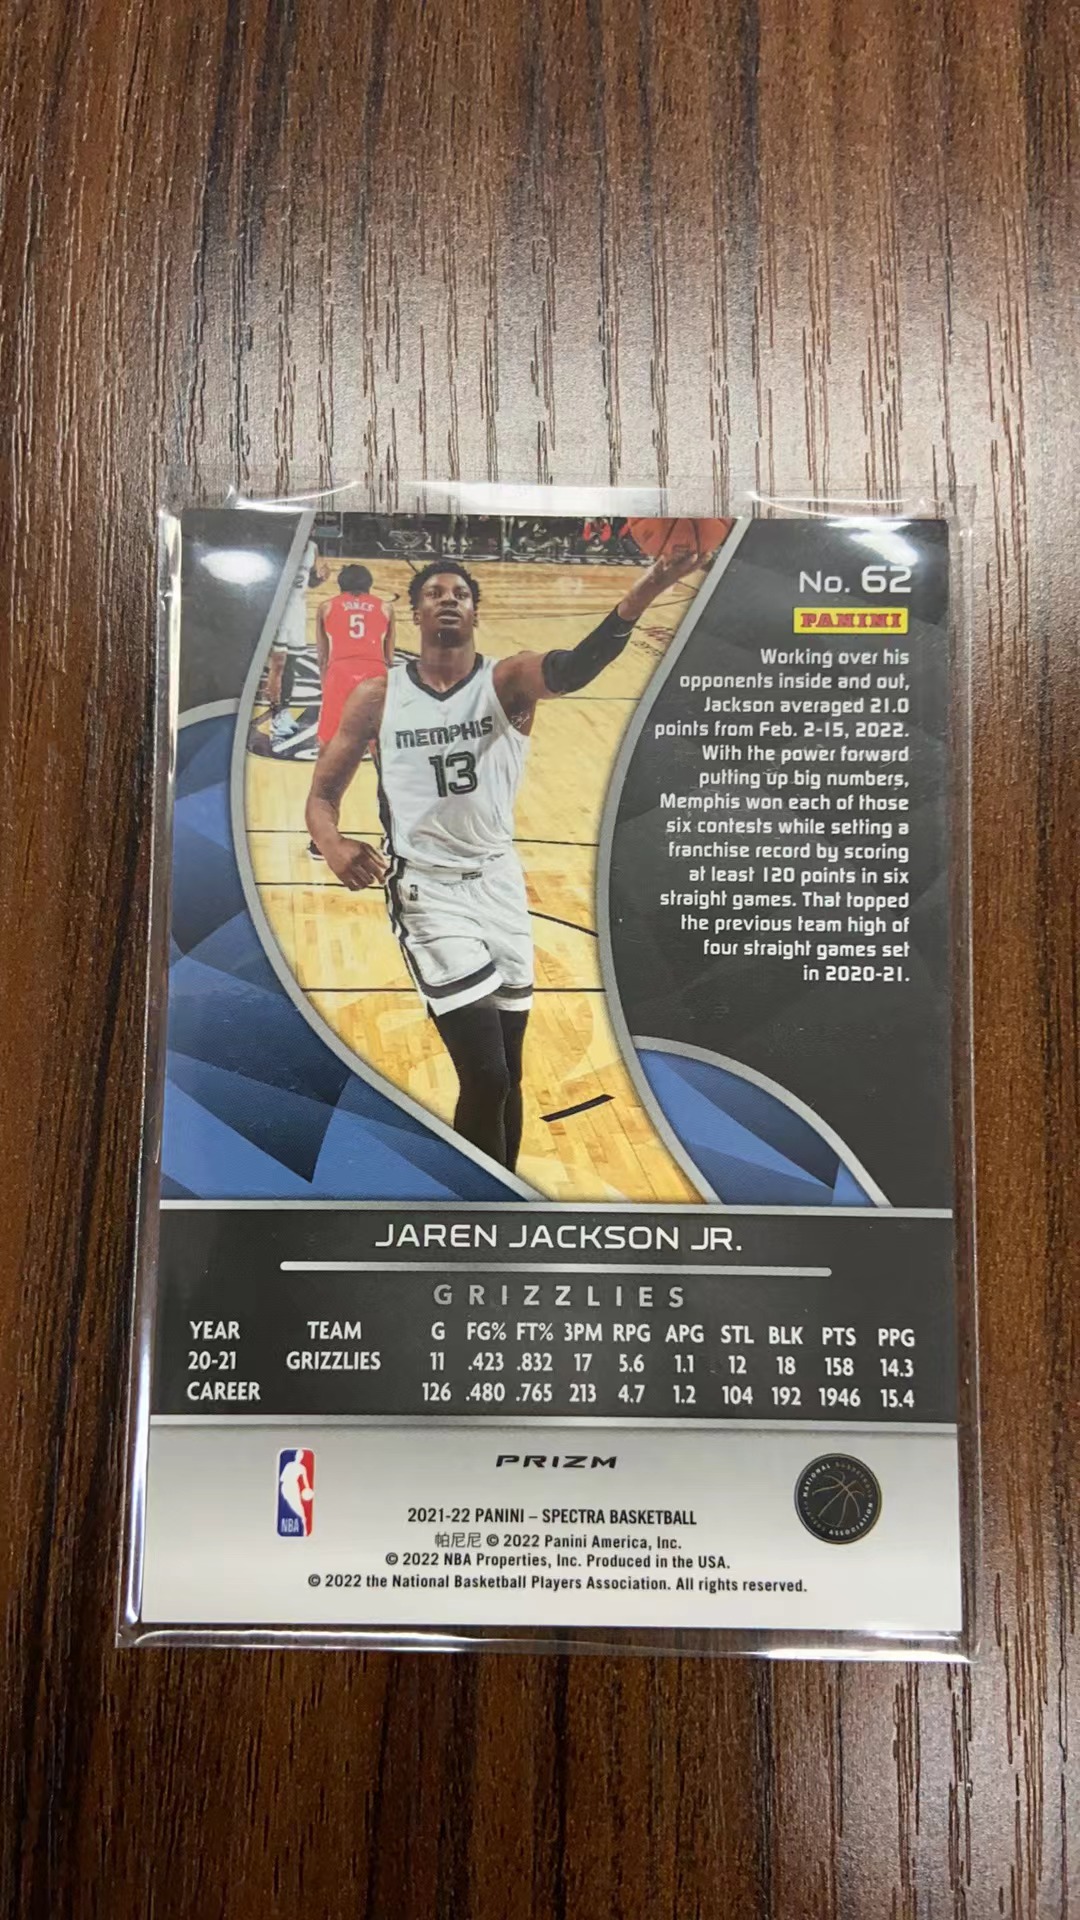 No. 62
PANINI
JONES
5
MEMPHIS
13
Working over his
opponents inside and out,
Jackson averaged 21.0
points from Feb. 2-15, 2022.
With the power forward
putting up big numbers,
Memphis won each of those
six contests while setting a
franchise record by scoring
at least 120 points in six
straight games. That topped
the previous team high of
four straight games set
in 2020-21.
JAREN JACKSON JR.
GRIZZLIES
YEAR TEAM G FG% FT% 3PM RPG APG STL BLK PTS PPG
20-21 GRIZZLIES 11 .423 .832 17 5.6 1.1 12 18 158 14.3
CAREER 126 .480 .765 213 4.7 1.2 104 192 1946 15.4
PRIZM
NBA
NATIONAL BASKETBALL
PLAYERS ASSOCIATION
2021-22 PANINI – SPECTRA BASKETBALL
帕尼尼 © 2022 Panini America, Inc.
© 2022 NBA Properties, Inc. Produced in the USA.
© 2022 the National Basketball Players Association. All rights reserved.